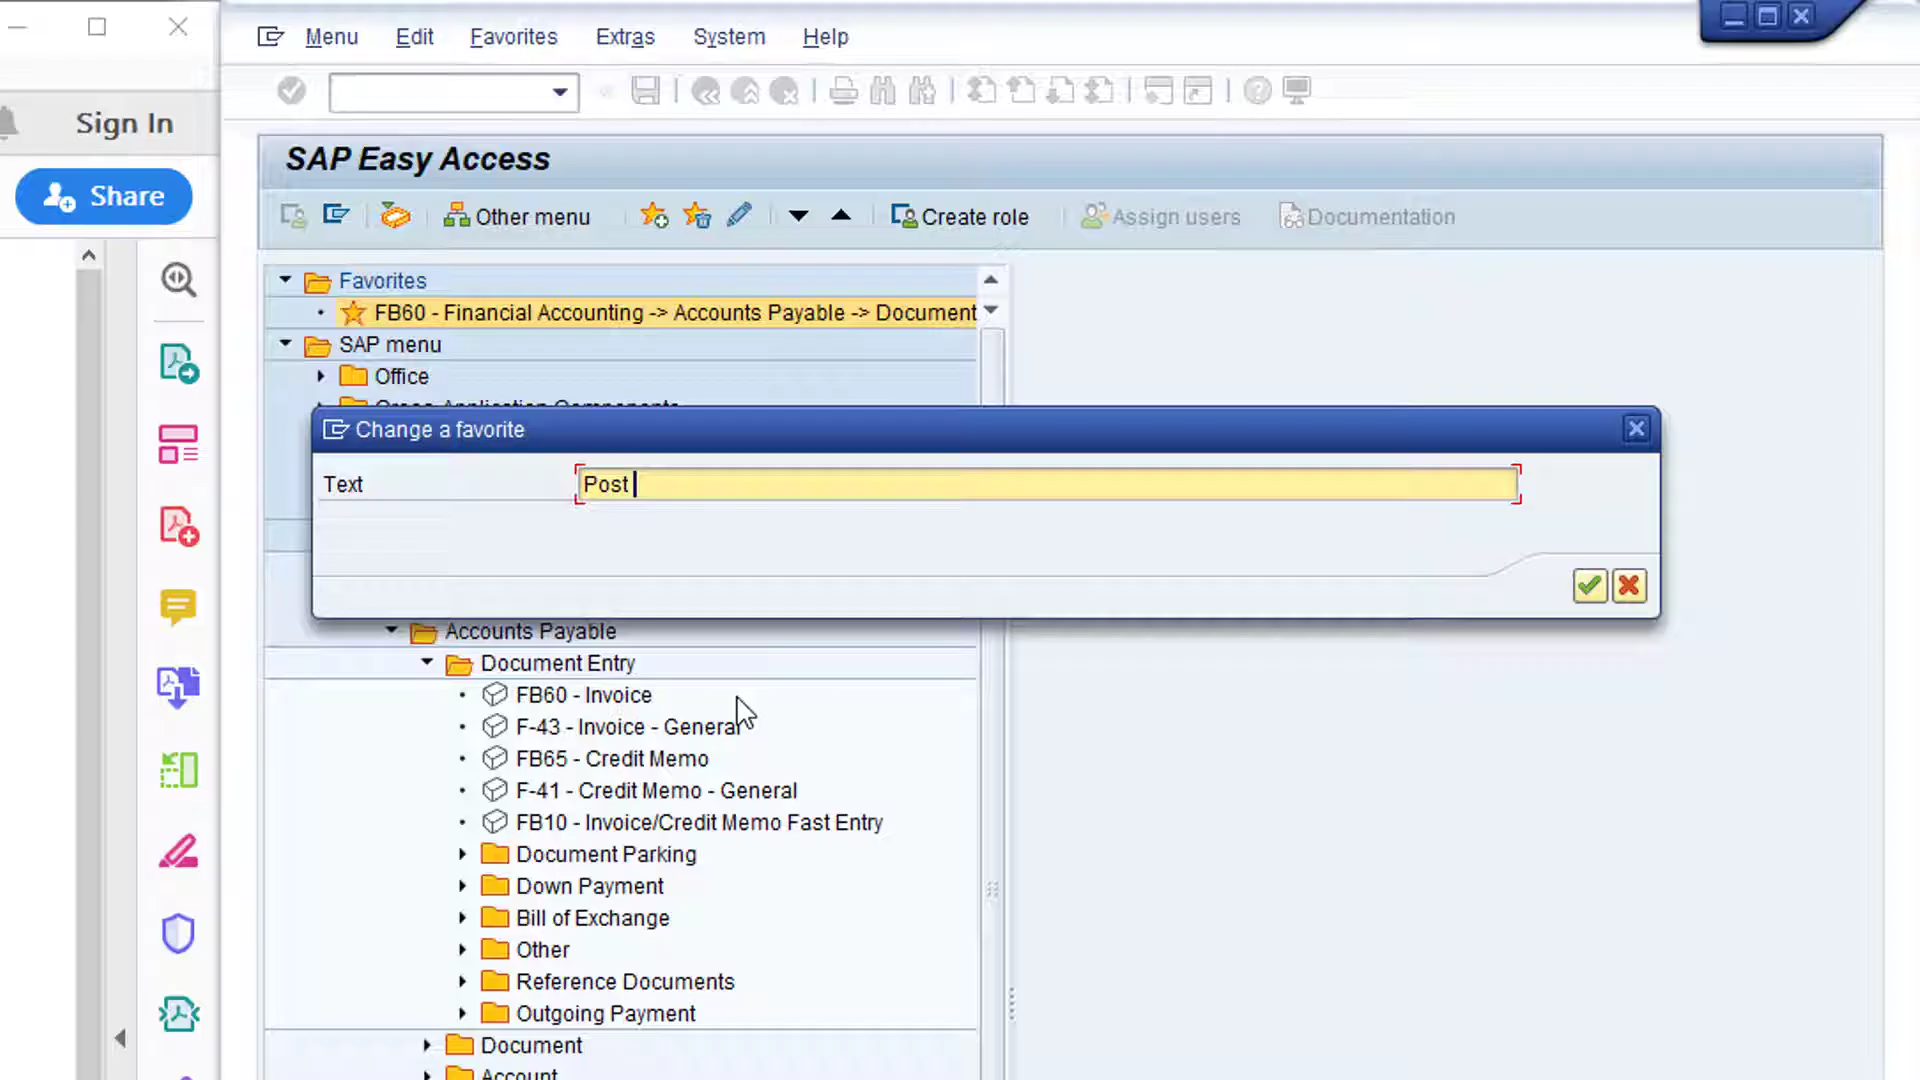 Menu Edit Favorites Extras System Help
Sign In
Share
SAP Easy Access
Other menu Create role Assign users Documentation
Favorites
FB60 - Financial Accounting -> Accounts Payable -> Document
SAP menu
Office
Cross-Application Components
Change a favorite
Text Post
Accounts Payable
Document Entry
FB60 - Invoice
F-43 - Invoice - General
FB65 - Credit Memo
F-41 - Credit Memo - General
FB10 - Invoice/Credit Memo Fast Entry
Document Parking
Down Payment
Bill of Exchange
Other
Reference Documents
Outgoing Payment
Document
Account